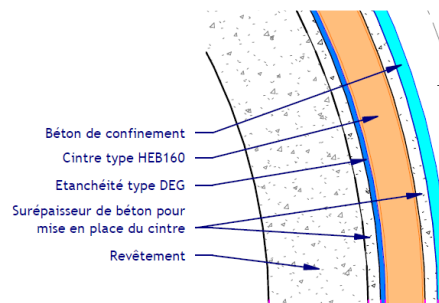 Béton de confinement
Cintre type HEB160
Etanchéité type DEG
Surépaisseur de béton pour
mise en place du cintre
Revêtement